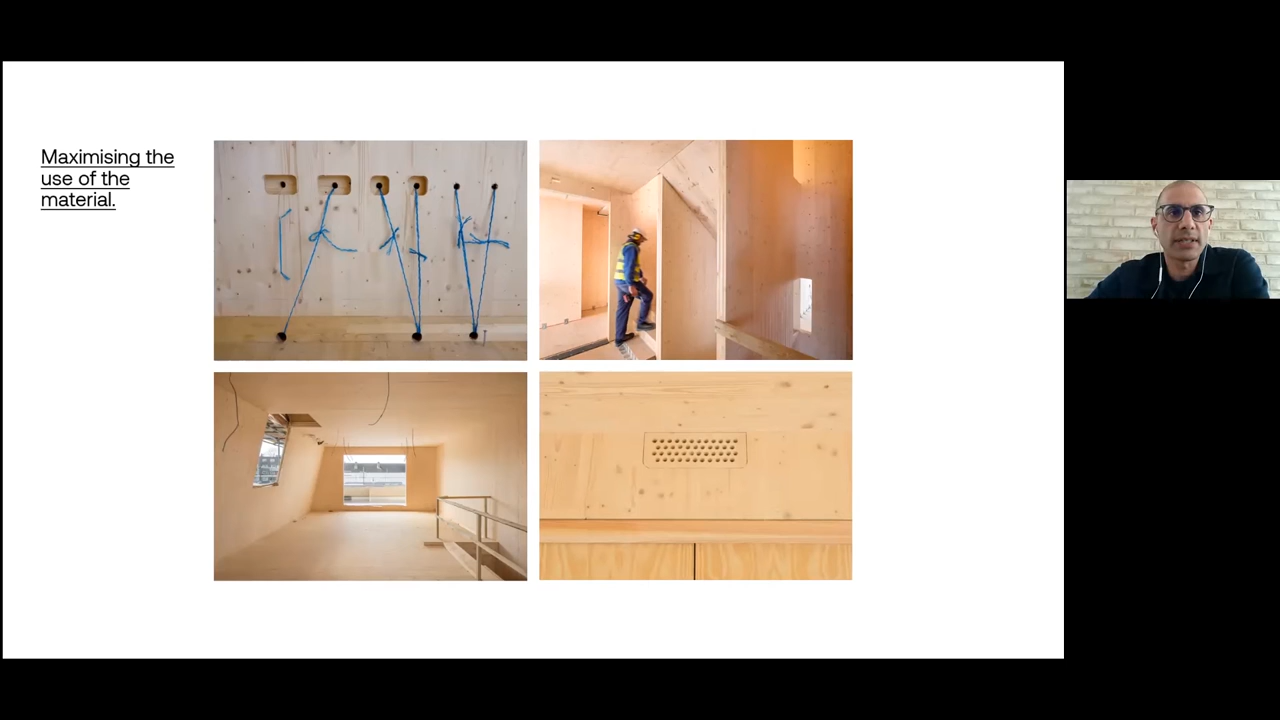 Maximising the
use of the
material.